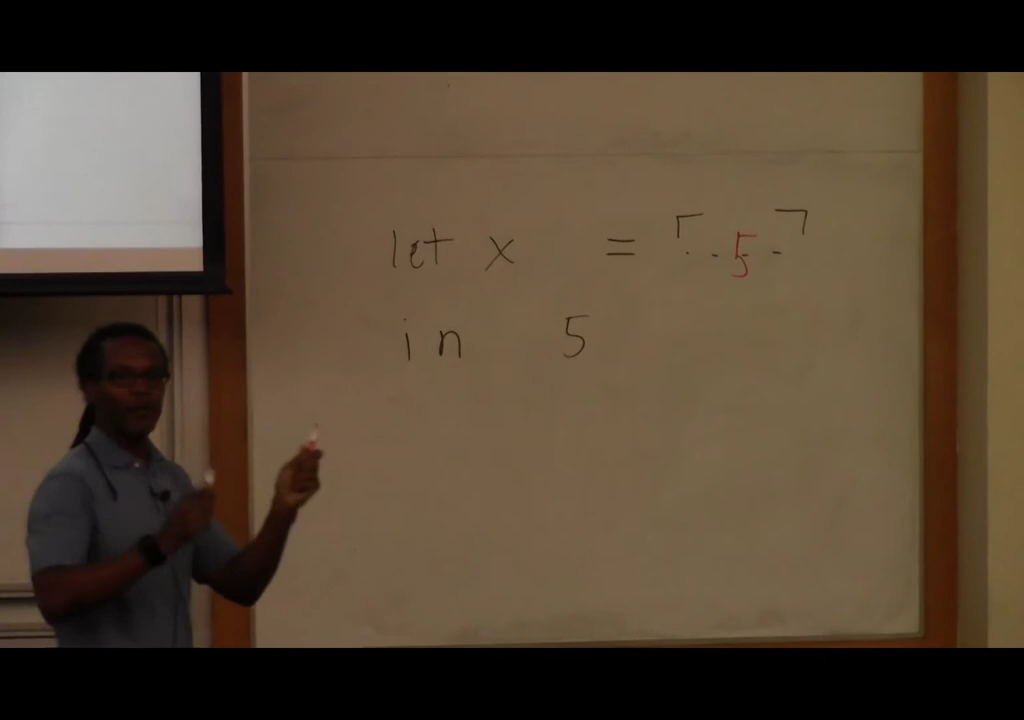 let x = ⌜..5.⌝
in 5